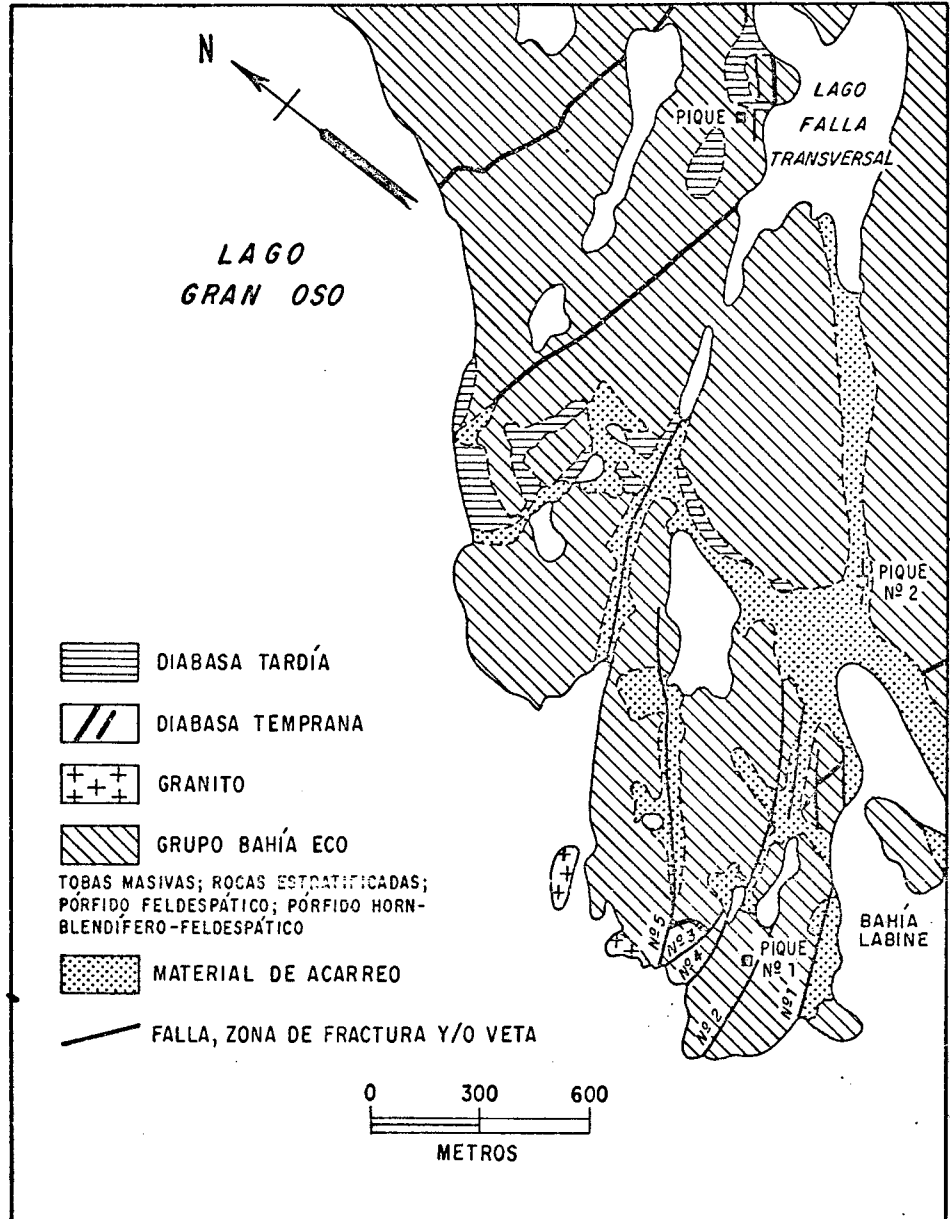 N
LAGO
FALLA
TRANSVERSAL
PIQUE
LAGO
GRAN OSO
PIQUE
Nº 2
DIABASA TARDÍA
DIABASA TEMPRANA
GRANITO
GRUPO BAHÍA ECO
TOBAS MASIVAS; ROCAS ESTRATIFICADAS;
PÓRFIDO FELDESPÁTICO; PÓRFIDO HORN-
BLENDÍFERO-FELDESPÁTICO
MATERIAL DE ACARREO
FALLA, ZONA DE FRACTURA Y/O VETA
BAHÍA
LABINE
Nº 5
Nº 3
Nº 4
PIQUE
Nº 1
Nº 2
Nº 1
0 300 600
METROS